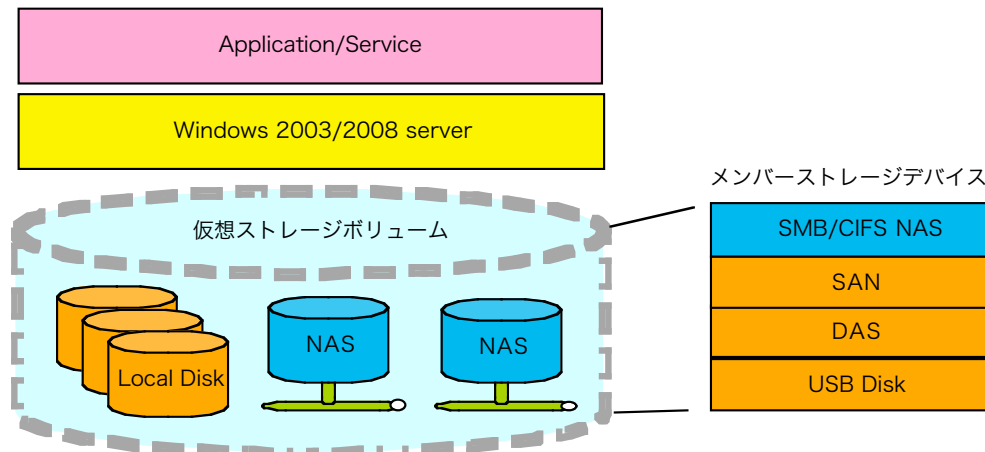 Application/Service
Windows 2003/2008 server
メンバーストレージデバイス
仮想ストレージボリューム
SMB/CIFS NAS
SAN
DAS
USB Disk
Local Disk
NAS
NAS